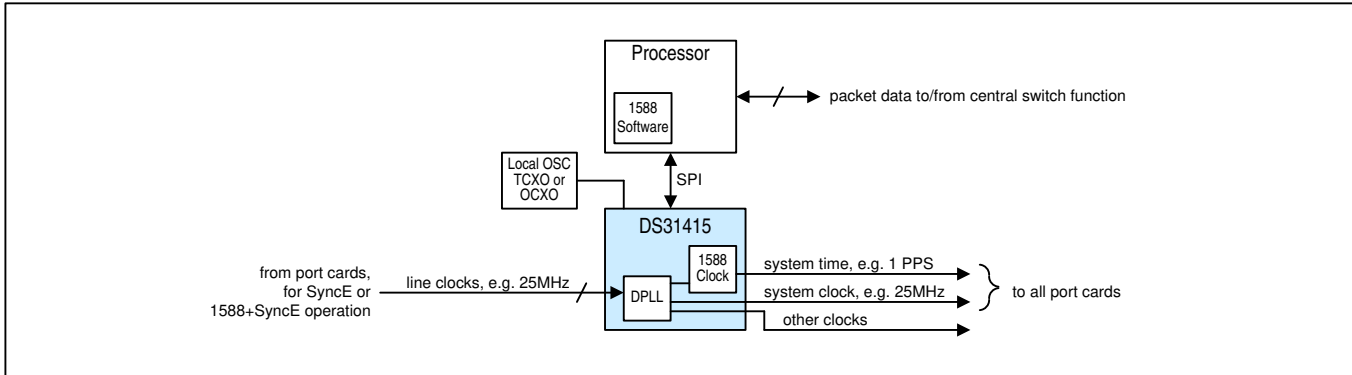 Processor
1588
Software
packet data to/from central switch function
Local OSC
TCXO or
OCXO
SPI
DS31415
1588
Clock
system time, e.g. 1 PPS
from port cards,
for SyncE or
1588+SyncE operation
line clocks, e.g. 25MHz
DPLL
system clock, e.g. 25MHz
to all port cards
other clocks